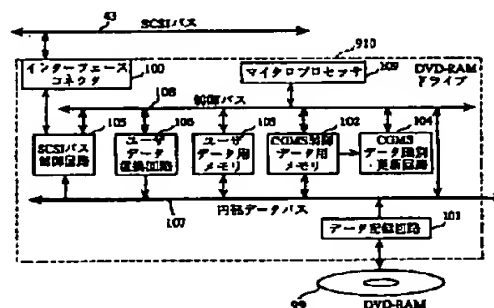 63
SCSIバス
910
インターフェース
コネクタ
100
マイクロプロセッサ
109
DVD-RAM
ドライブ
108
制御バス
105
106
103
102
104
SCSIバス
制御回路
ユーザ
データ
置換回路
ユーザ
データ用
メモリ
CGMS制御
データ用
メモリ
CGMS
データ識別
・更新回路
107
内部データバス
データ記録回路
101
99
DVD-RAM